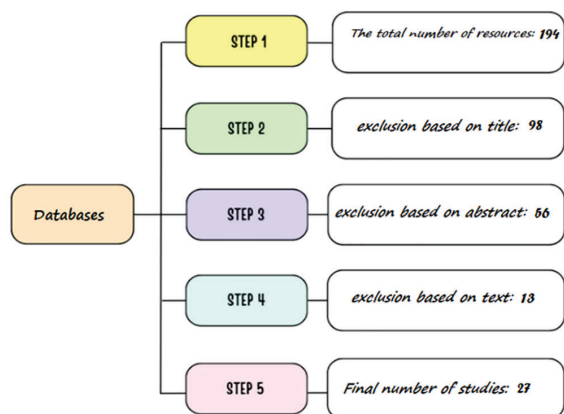 STEP 1
The total number of resources: 194
STEP 2
exclusion based on title: 98
Databases
STEP 3
exclusion based on abstract: 56
STEP 4
exclusion based on text: 13
STEP 5
Final number of studies: 27